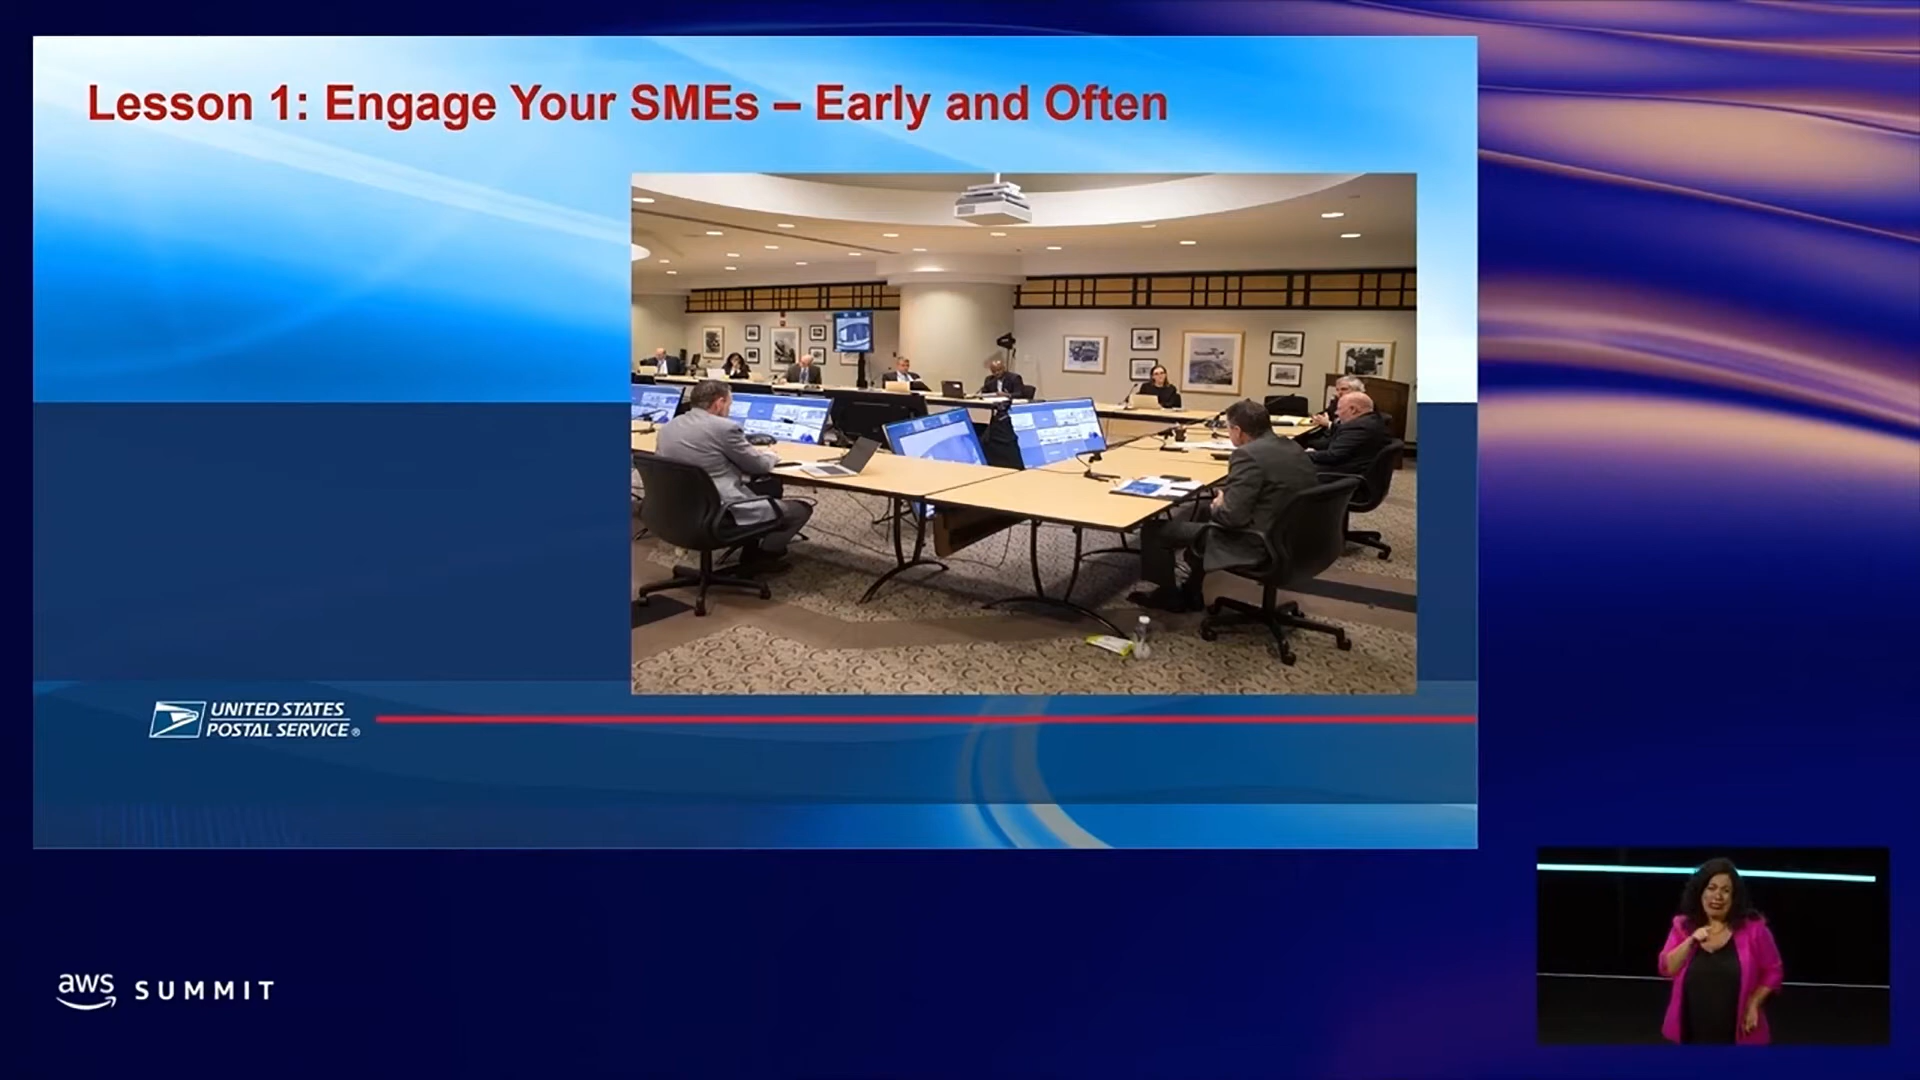 Lesson 1: Engage Your SMEs – Early and Often
UNITED STATES
POSTAL SERVICE®
aws SUMMIT